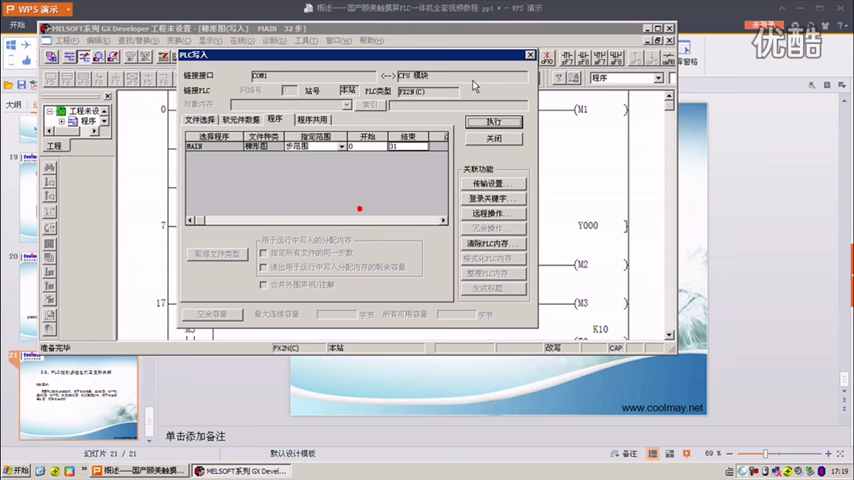 WPS 演示
概述——国产顾美触摸屏PLC一体机全套视频教程.ppt - WPS 演示
未登录
优酷
开始
MELSOFT系列 GX Developer 工程未设置 - [梯形图(写入) MAIN 32 步]
工程(F) 编辑(E) 查找/替换(S) 变换(C) 显示(V) 在线(O) 诊断(D) 工具(T) 窗口(W) 帮助(H)
PLC写入
链接接口 COM1 <--> CPU 模块
链接PLC 网络号 站号 本站 PLC类型 FX2N(C)
对象内存 索引
文件选择 软元件数据 程序 程序共用
执行
关闭
选择程序 文件种类 指定范围 开始 结束
MAIN 梯形图 步范围 0 31
关联功能
传输设置...
登录关键字...
远程操作...
冗余操作...
清除PLC内存...
格式化PLC内存...
整理PLC内存...
生成标题...
取得文件类型
用于运行中写入的分配内存
指定所有文件的同一步数
读出用于运行中写入分配内存的剩余容量
合并外围声明/注解
空余容量 最大连续容量 字节 所有可用容量 字节
程序
工程未设
程序
工程
0
M1
7
Y000
M2
17
M3
M3
K10
准备完毕 FX2N(C) 本站 改写 CAP
大纲
19
20
21
Coolmay
www.coolmay.net
单击添加备注
幻灯片 21 / 21 默认设计模板 备注 69 %
开始 概述——国产顾美触... MELSOFT系列 GX Devel... 17:19